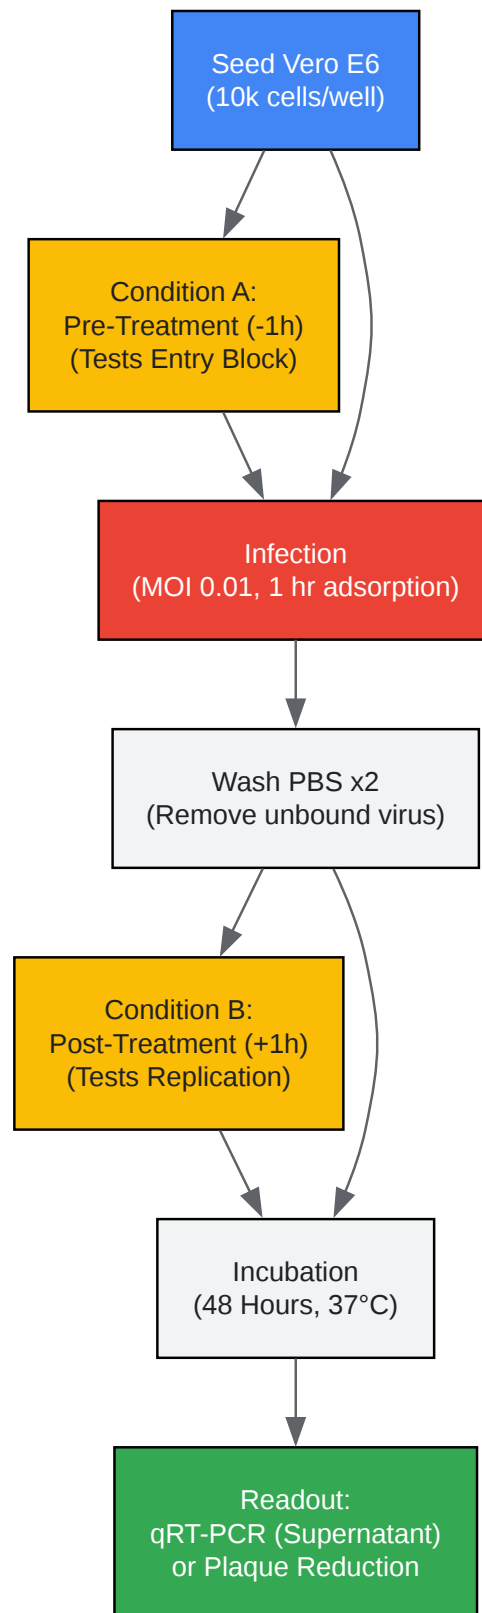 Seed Vero E6
(10k cells/well)
Condition A:
Pre-Treatment (-1h)
(Tests Entry Block)
Infection
(MOI 0.01, 1 hr adsorption)
Wash PBS x2
(Remove unbound virus)
Condition B:
Post-Treatment (+1h)
(Tests Replication)
Incubation
(48 Hours, 37°C)
Readout:
qRT-PCR (Supernatant)
or Plaque Reduction